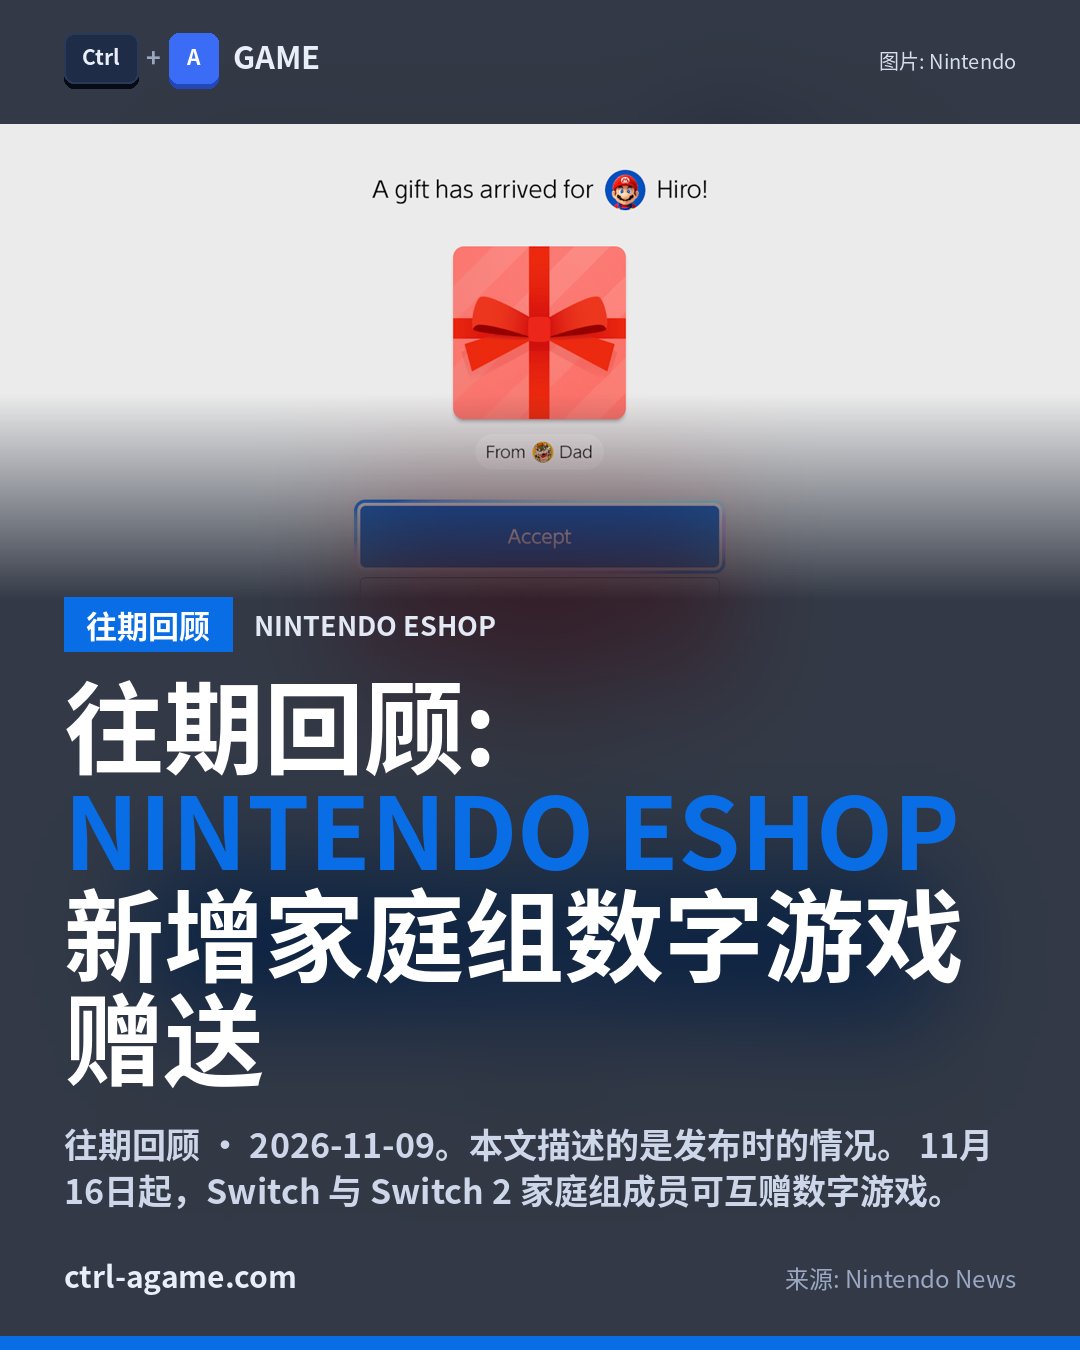 Ctrl + A GAME
图片: Nintendo
A gift has arrived for Hiro!
From Dad
Accept
往期回顾 NINTENDO ESHOP
往期回顾:
NINTENDO ESHOP
新增家庭组数字游戏
赠送
往期回顾 · 2026-11-09。本文描述的是发布时的情况。 11月
16日起，Switch 与 Switch 2 家庭组成员可互赠数字游戏。
ctrl-agame.com
来源: Nintendo News